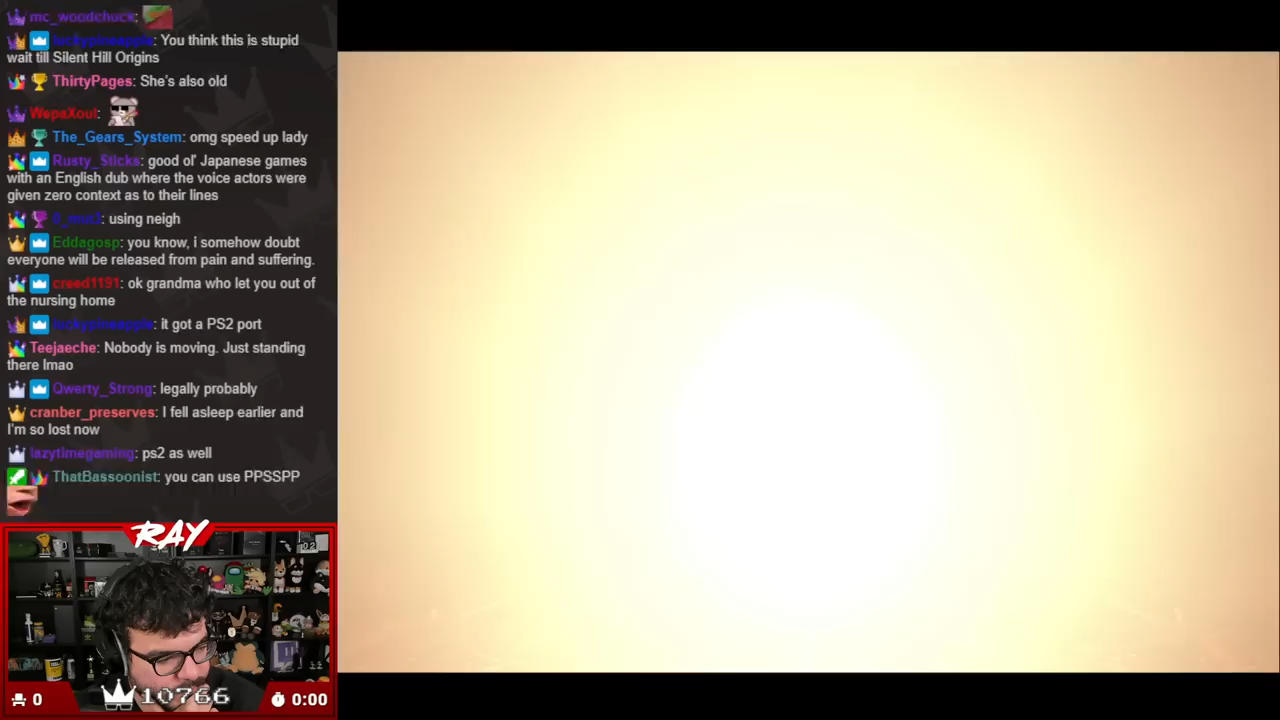 mc_woodchuck:
luckypineapple: You think this is stupid
wait till Silent Hill Origins
ThirtyPages: She's also old
WepaXoul:
The_Gears_System: omg speed up lady
Rusty_Sticks: good ol' Japanese games
with an English dub where the voice actors were
given zero context as to their lines
using neigh
Eddagosp: you know, i somehow doubt
everyone will be released from pain and suffering.
creed1191: ok grandma who let you out of
the nursing home
luckypineapple: it got a PS2 port
Teejaeche: Nobody is moving. Just standing
there lmao
Qwerty_Strong: legally probably
cranber_preserves: I fell asleep earlier and
I'm so lost now
lazytimegaming: ps2 as well
ThatBassoonist: you can use PPSSPP
RAY
0
10766
0:00